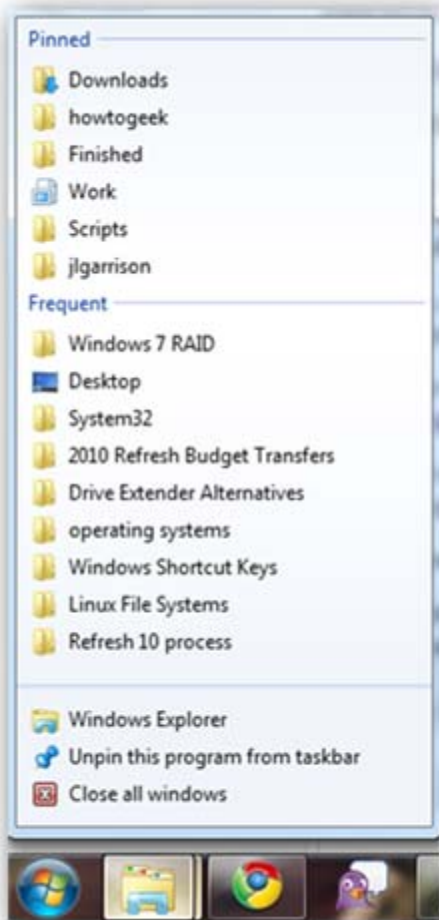 Pinned
Downloads
howtogeek
Finished
Work
Scripts
jlgarrison
Frequent
Windows 7 RAID
Desktop
System32
2010 Refresh Budget Transfers
Drive Extender Alternatives
operating systems
Windows Shortcut Keys
Linux File Systems
Refresh 10 process
Windows Explorer
Unpin this program from taskbar
Close all windows